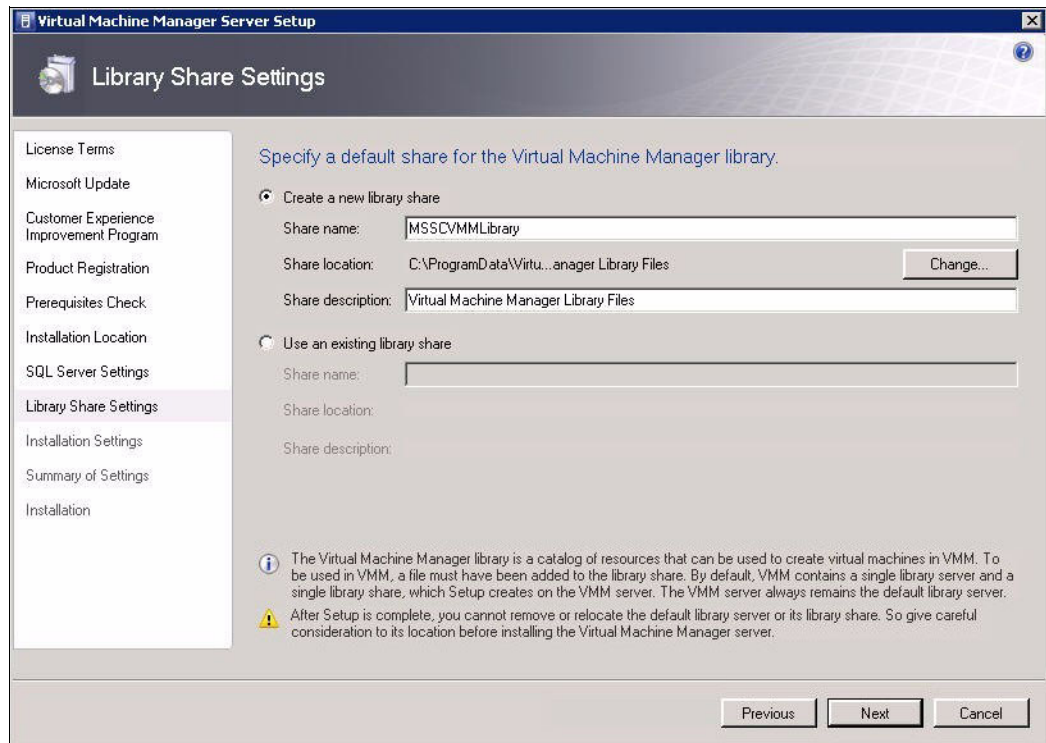 Virtual Machine Manager Server Setup
Library Share Settings
License Terms
Microsoft Update
Customer Experience
Improvement Program
Product Registration
Prerequisites Check
Installation Location
SQL Server Settings
Library Share Settings
Installation Settings
Summary of Settings
Installation
Specify a default share for the Virtual Machine Manager library.
Create a new library share
Share name: MSSCVMMLibrary
Share location: C:\ProgramData\Virtu...anager Library Files Change...
Share description: Virtual Machine Manager Library Files
Use an existing library share
Share name:
Share location:
Share description:
The Virtual Machine Manager library is a catalog of resources that can be used to create virtual machines in VMM. To
be used in VMM, a file must have been added to the library share. By default, VMM contains a single library server and a
single library share, which Setup creates on the VMM server. The VMM server always remains the default library server.
After Setup is complete, you cannot remove or relocate the default library server or its library share. So give careful
consideration to its location before installing the Virtual Machine Manager server.
Previous Next Cancel